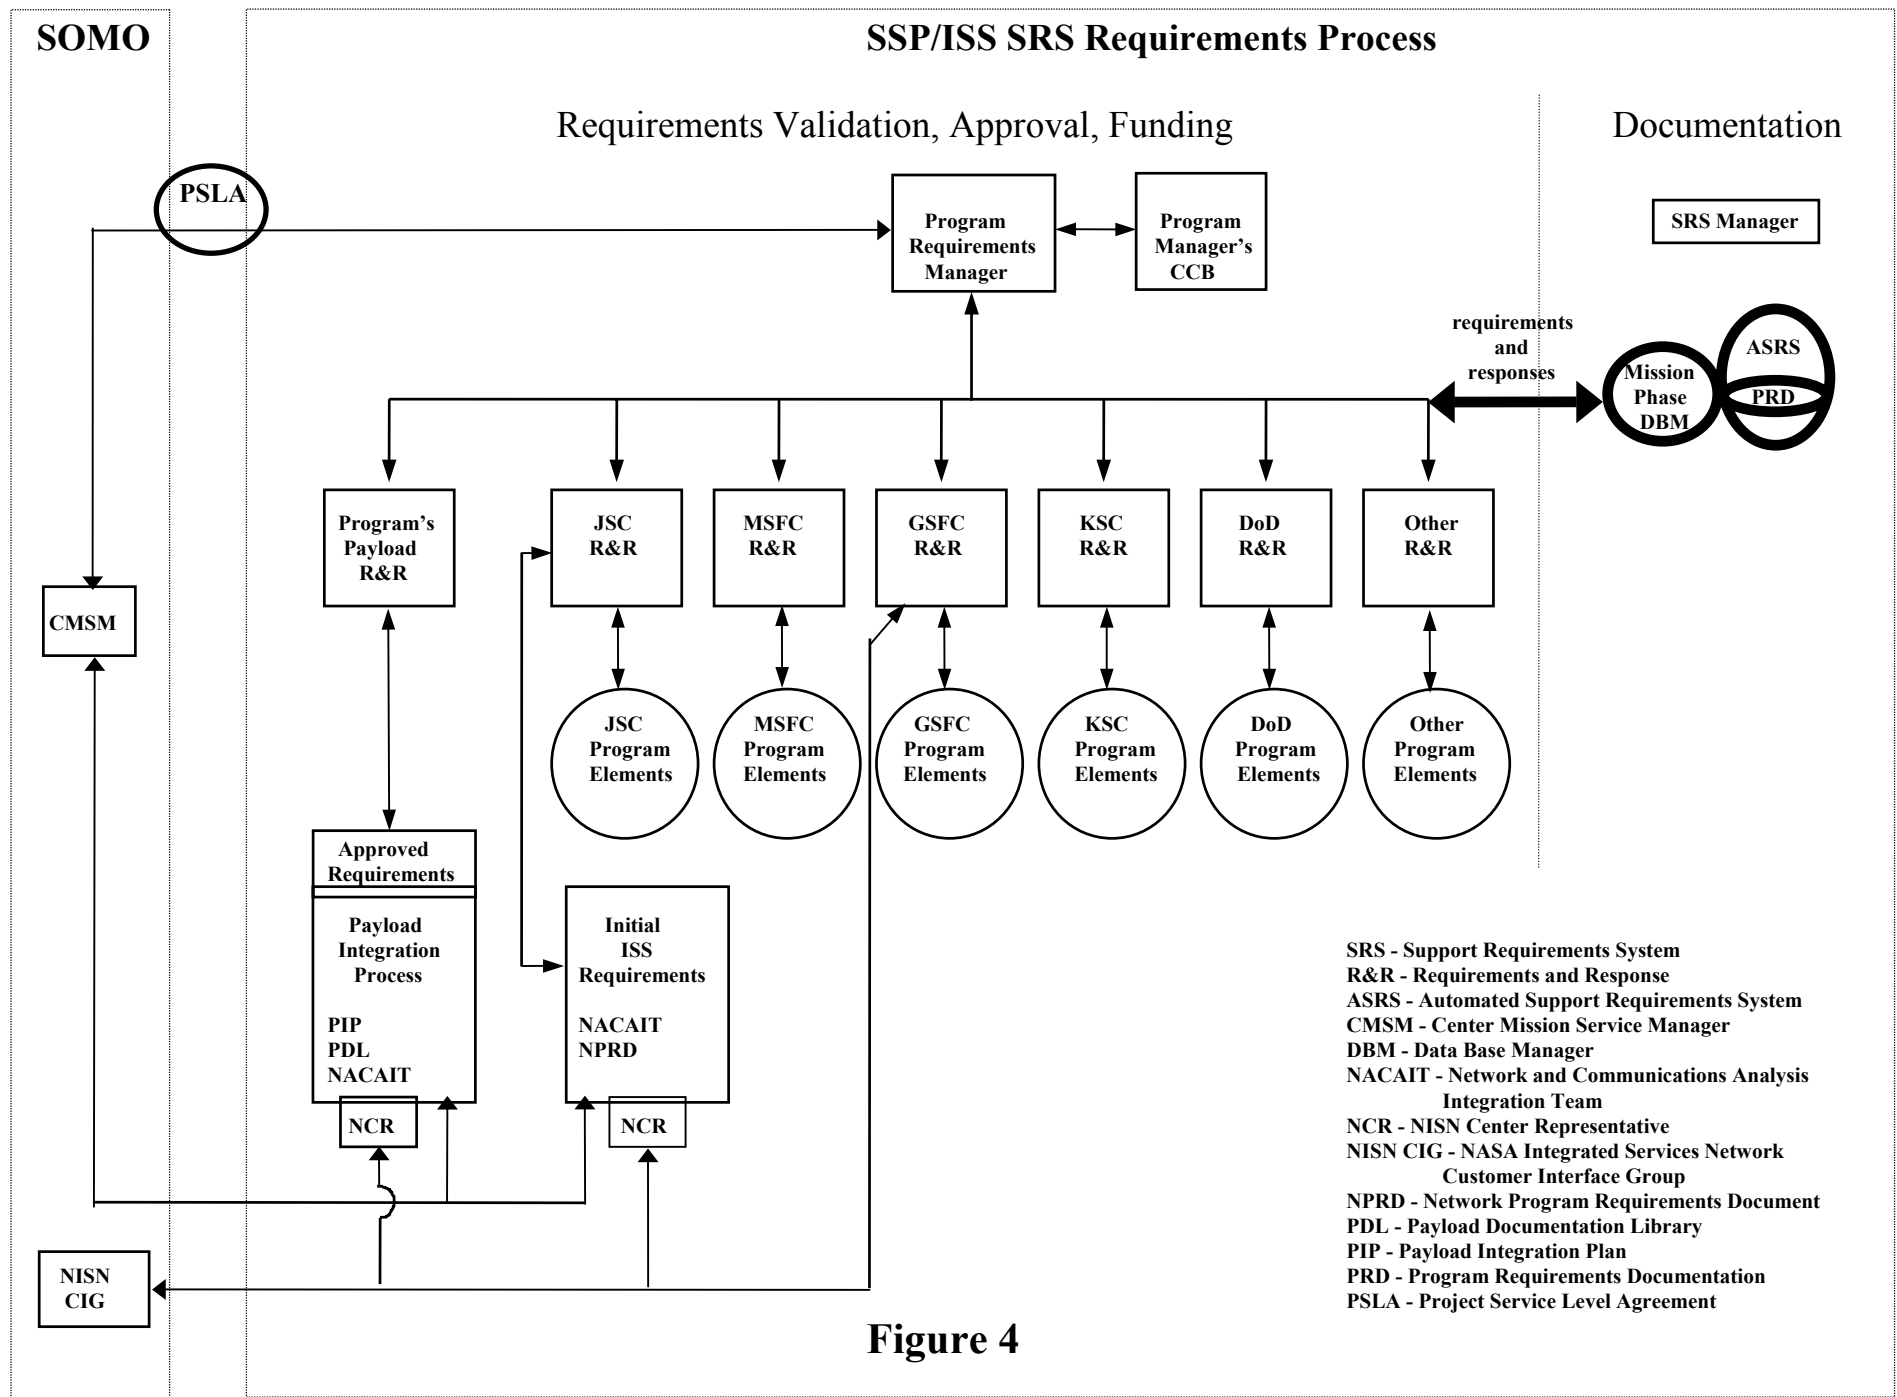 SOMO
SSP/ISS SRS Requirements Process
Requirements Validation, Approval, Funding
Documentation
PSLA
Program
Requirements
Manager
Program
Manager's
CCB
SRS Manager
requirements
and
responses
Mission
Phase
DBM
ASRS
PRD
Program's
Payload
R&R
JSC
R&R
MSFC
R&R
GSFC
R&R
KSC
R&R
DoD
R&R
Other
R&R
CMSM
JSC
Program
Elements
MSFC
Program
Elements
GSFC
Program
Elements
KSC
Program
Elements
DoD
Program
Elements
Other
Program
Elements
Approved
Requirements
Payload
Integration
Process
PIP
PDL
NACAIT
NCR
Initial
ISS
Requirements
NACAIT
NPRD
NCR
NISN
CIG
SRS - Support Requirements System
R&R - Requirements and Response
ASRS - Automated Support Requirements System
CMSM - Center Mission Service Manager
DBM - Data Base Manager
NACAIT - Network and Communications Analysis
Integration Team
NCR - NISN Center Representative
NISN CIG - NASA Integrated Services Network
Customer Interface Group
NPRD - Network Program Requirements Document
PDL - Payload Documentation Library
PIP - Payload Integration Plan
PRD - Program Requirements Documentation
PSLA - Project Service Level Agreement
Figure 4